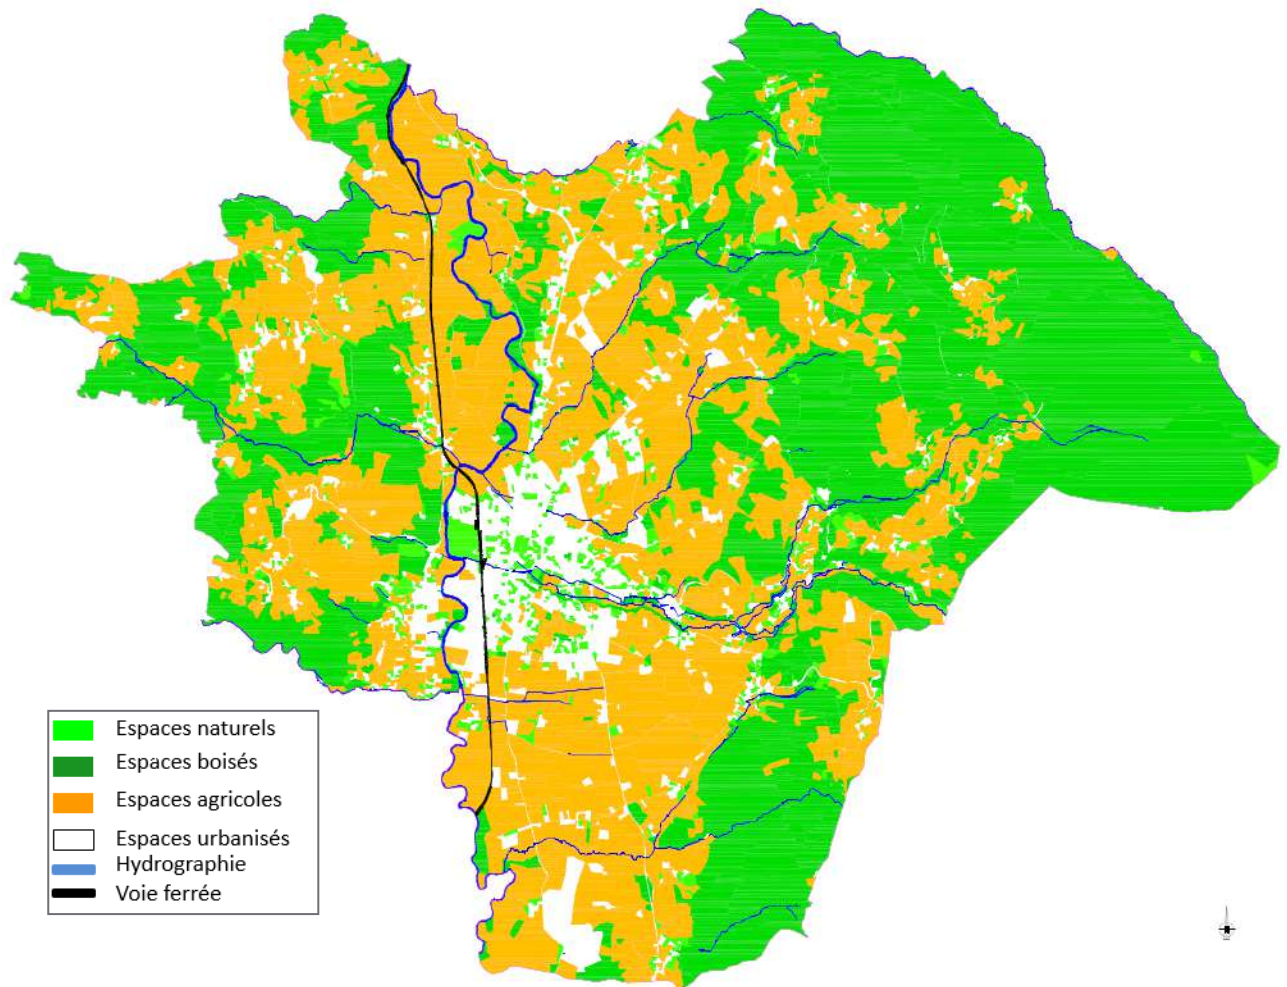 Espaces naturels
Espaces boisés
Espaces agricoles
Espaces urbanisés
Hydrographie
Voie ferrée